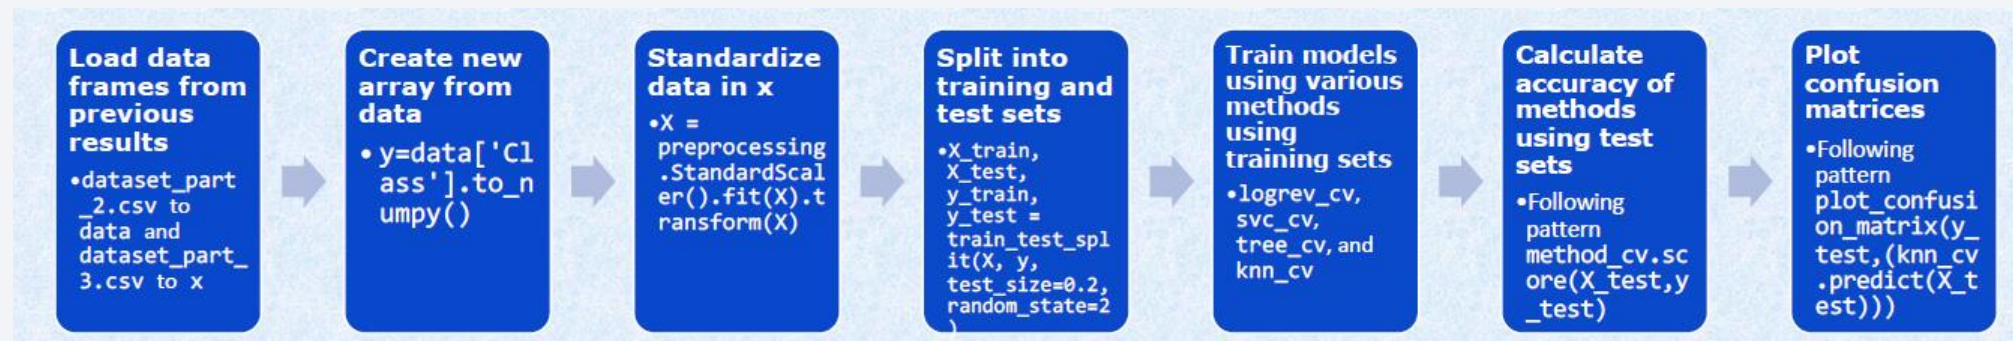 Load data
frames from
previous
results
•dataset_part
_2.csv to
data and
dataset_part_
3.csv to x
Create new
array from
data
• y=data['Cl
ass'].to_n
umpy()
Standardize
data in x
•X =
preprocessing
.StandardScal
er().fit(X).t
ransform(X)
Split into
training and
test sets
•X_train,
X_test,
y_train,
y_test =
train_test_spl
it(X, y,
test_size=0.2,
random_state=2
)
Train models
using various
methods
using
training sets
•logrev_cv,
svc_cv,
tree_cv, and
knn_cv
Calculate
accuracy of
methods
using test
sets
•Following
pattern
method_cv.sc
ore(X_test,y
_test)
Plot
confusion
matrices
•Following
pattern
plot_confusi
on_matrix(y_
test,(knn_cv
.predict(X_t
est)))